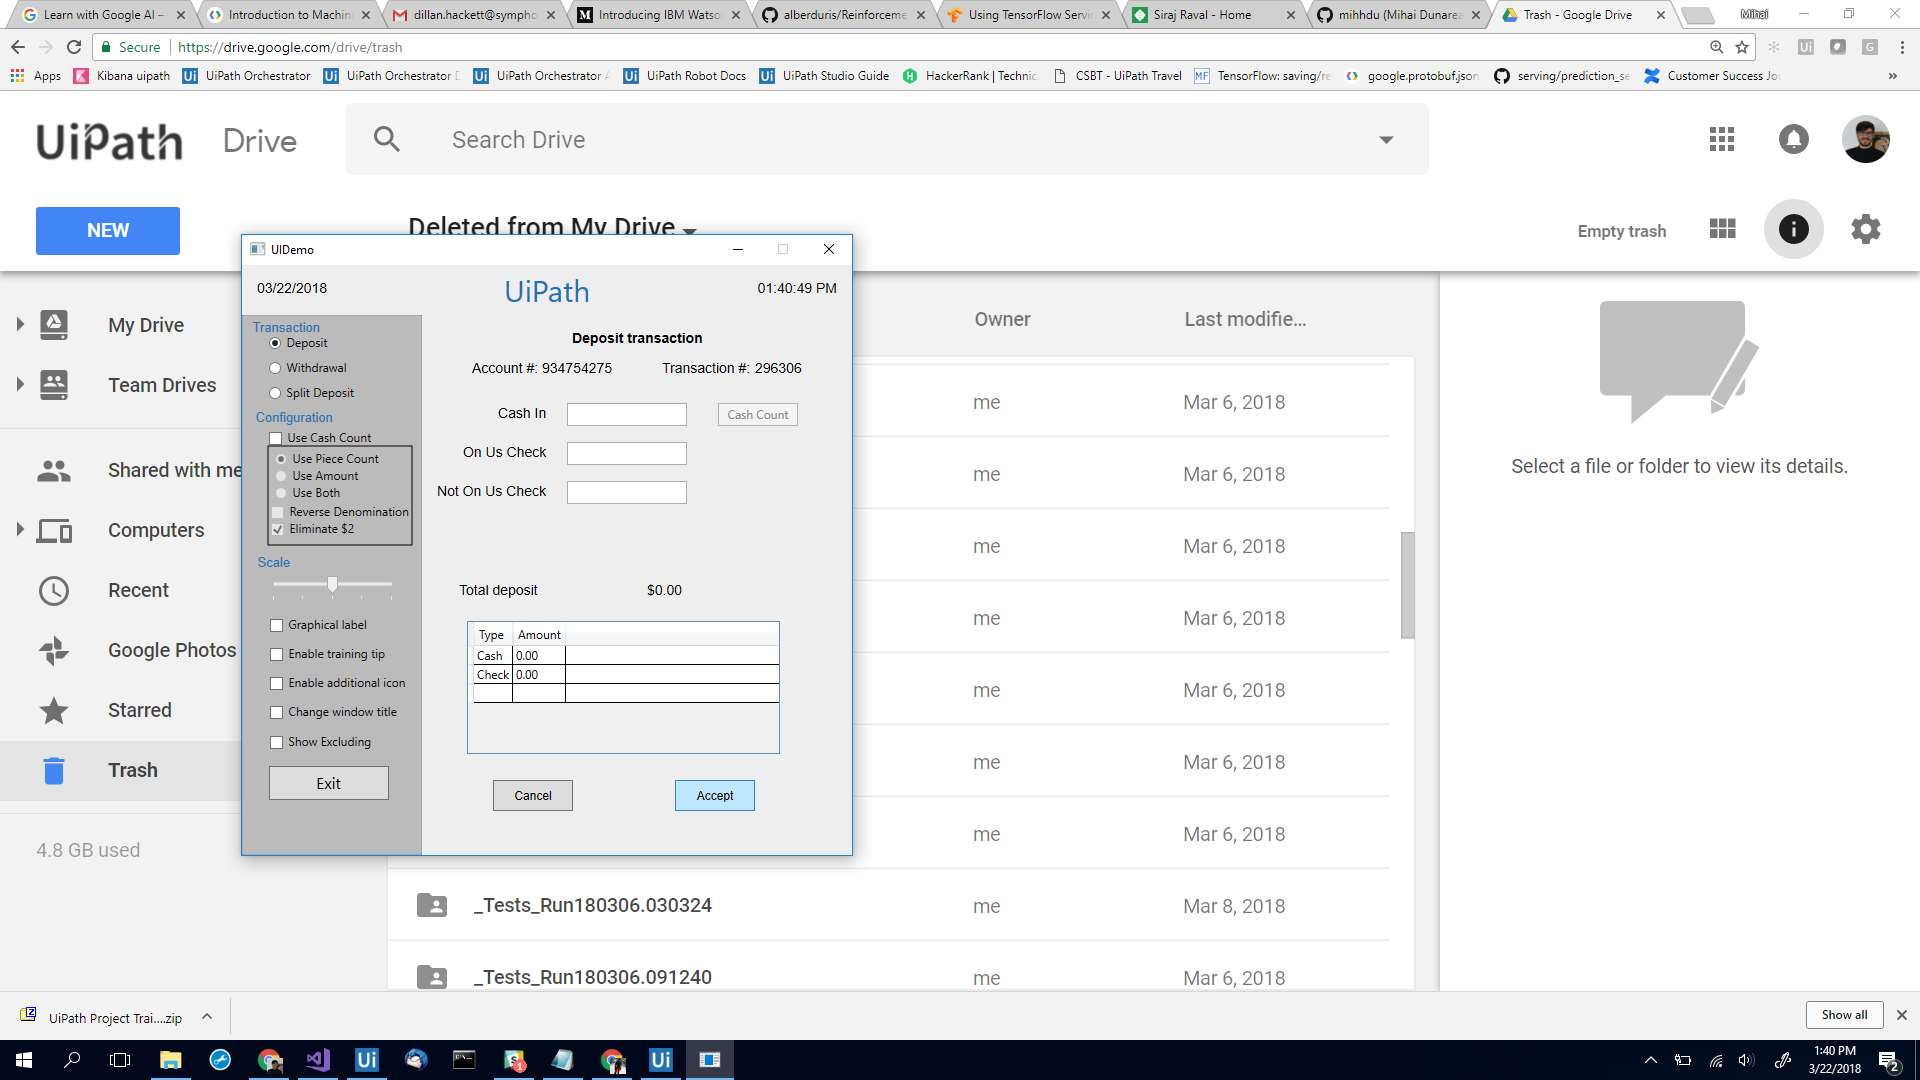 Learn with Google AI –
Introduction to Machin
dillan.hackett@sympho
Introducing IBM Watso
alberduris/Reinforceme
Using TensorFlow Servi
Siraj Raval - Home
mihhdu (Mihai Dunarea
Trash - Google Drive
Mihai
Secure
https://drive.google.com/drive/trash
Apps
Kibana uipath
UiPath Orchestrator
UiPath Orchestrator
UiPath Orchestrator
UiPath Robot Docs
UiPath Studio Guide
HackerRank | Technic
CSBT - UiPath Travel
TensorFlow: saving/re
google.protobuf.json
serving/prediction_se
Customer Success Jo
»
UiPath Drive
Search Drive
NEW
Deleted from My Drive
Empty trash
My Drive
Team Drives
Shared with me
Computers
Recent
Google Photos
Starred
Trash
4.8 GB used
UIDemo
03/22/2018
UiPath
01:40:49 PM
Transaction
Deposit
Withdrawal
Split Deposit
Configuration
Use Cash Count
Use Piece Count
Use Amount
Use Both
Reverse Denomination
Eliminate $2
Scale
Graphical label
Enable training tip
Enable additional icon
Change window title
Show Excluding
Exit
Deposit transaction
Account #: 934754275
Transaction #: 296306
Cash In
Cash Count
On Us Check
Not On Us Check
Total deposit
$0.00
Type Amount
Cash 0.00
Check 0.00
Cancel
Accept
Owner
Last modifie...
me Mar 6, 2018
me Mar 6, 2018
me Mar 6, 2018
me Mar 6, 2018
me Mar 6, 2018
me Mar 6, 2018
me Mar 6, 2018
_Tests_Run180306.030324 me Mar 8, 2018
_Tests_Run180306.091240 me Mar 6, 2018
Select a file or folder to view its details.
UiPath Project Trai....zip
Show all
1:40 PM
3/22/2018
2